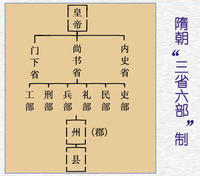 皇帝
门下省 尚书省 内史省
工部 刑部 兵部 礼部 民部 吏部
州 (郡)
县
隋朝“三省六部”制